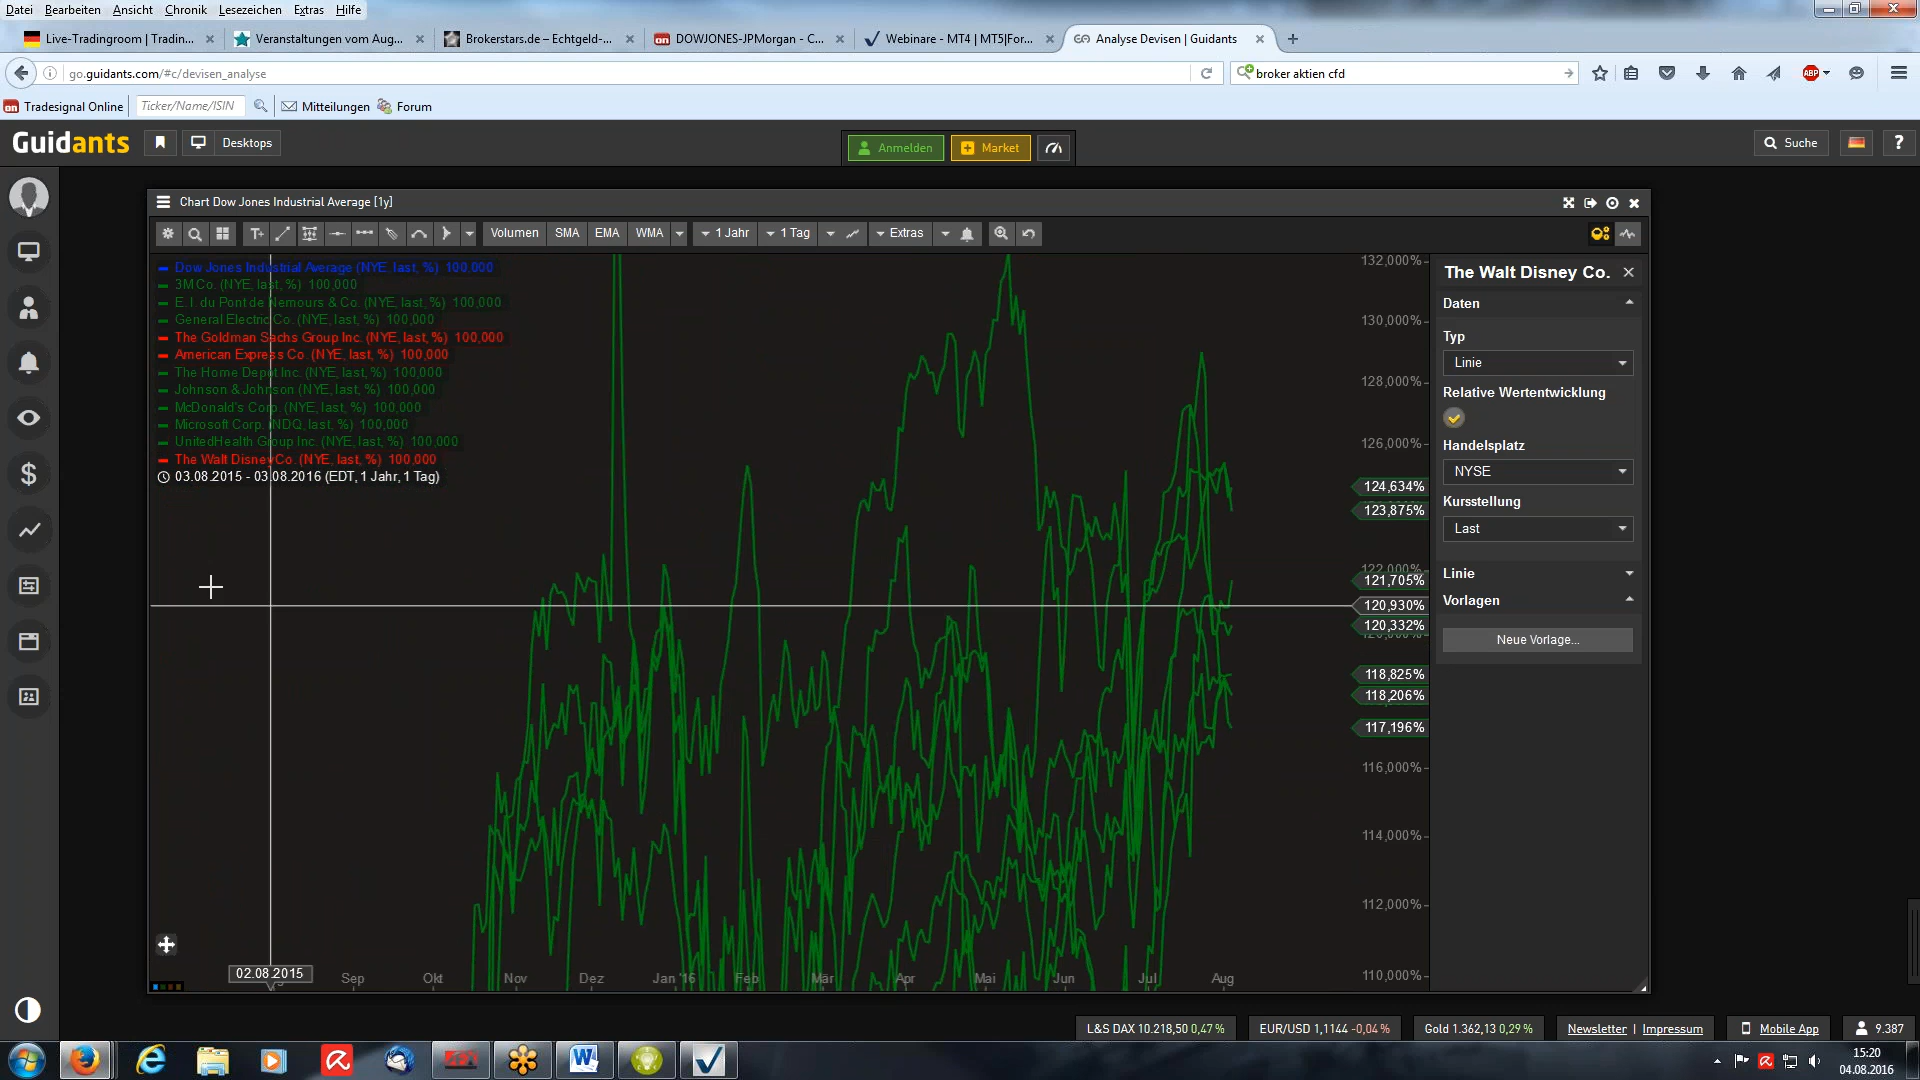 Datei Bearbeiten Ansicht Chronik Lesezeichen Extras Hilfe
Live-Tradingroom | Tradin... Veranstaltungen vom Aug... Brokerstars.de – Echtgeld-... DOWJONES-JPMorgan - C... Webinare - MT4 | MT5|For... Analyse Devisen | Guidants
go.guidants.com/#c/devisen_analyse broker aktien cfd ABP
on Tradesignal Online Ticker/Name/ISIN Mitteilungen Forum
Guidants Desktops Anmelden Market Suche ?
Chart Dow Jones Industrial Average [1y]
T+ Volumen SMA EMA WMA 1 Jahr 1 Tag Extras
Dow Jones Industrial Average (NYE, last, %) 100,000
3M Co. (NYE, last, %) 100,000
E. I. du Pont de Nemours & Co. (NYE, last, %) 100,000
General Electric Co. (NYE, last, %) 100,000
The Goldman Sachs Group Inc. (NYE, last, %) 100,000
American Express Co. (NYE, last, %) 100,000
The Home Depot Inc. (NYE, last, %) 100,000
Johnson & Johnson (NYE, last, %) 100,000
McDonald's Corp. (NYE, last, %) 100,000
Microsoft Corp. (NDQ, last, %) 100,000
UnitedHealth Group Inc. (NYE, last, %) 100,000
The Walt Disney Co. (NYE, last, %) 100,000
03.08.2015 - 03.08.2016 (EDT, 1 Jahr, 1 Tag)
132,000%
130,000%
128,000%
126,000%
124,634%
123,875%
122,000%
121,705%
120,930%
120,332%
118,825%
118,206%
117,196%
116,000%
114,000%
112,000%
110,000%
02.08.2015 Sep Okt Nov Dez Jan '16 Feb Mär Apr Mai Jun Jul Aug
The Walt Disney Co.
Daten
Typ
Linie
Relative Wertentwicklung
Handelsplatz
NYSE
Kursstellung
Last
Linie
Vorlagen
Neue Vorlage...
L&S DAX 10.218,50 0,47 % EUR/USD 1,1144 -0,04 % Gold 1.362,13 0,29 % Newsletter | Impressum Mobile App 9.387
15:20
04.08.2016